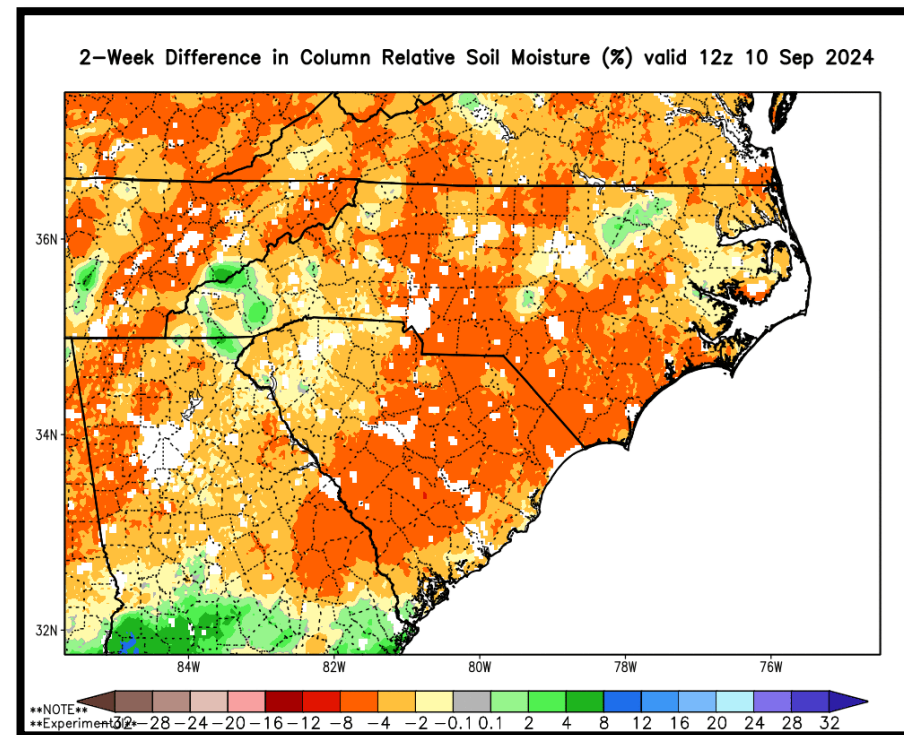 2-Week Difference in Column Relative Soil Moisture (%) valid 12z 10 Sep 2024
36N
34N
32N
84W 82W 80W 78W 76W
**NOTE**
**Experimental** -32 -28 -24 -20 -16 -12 -8 -4 -2 -0.1 0.1 2 4 8 12 16 20 24 28 32